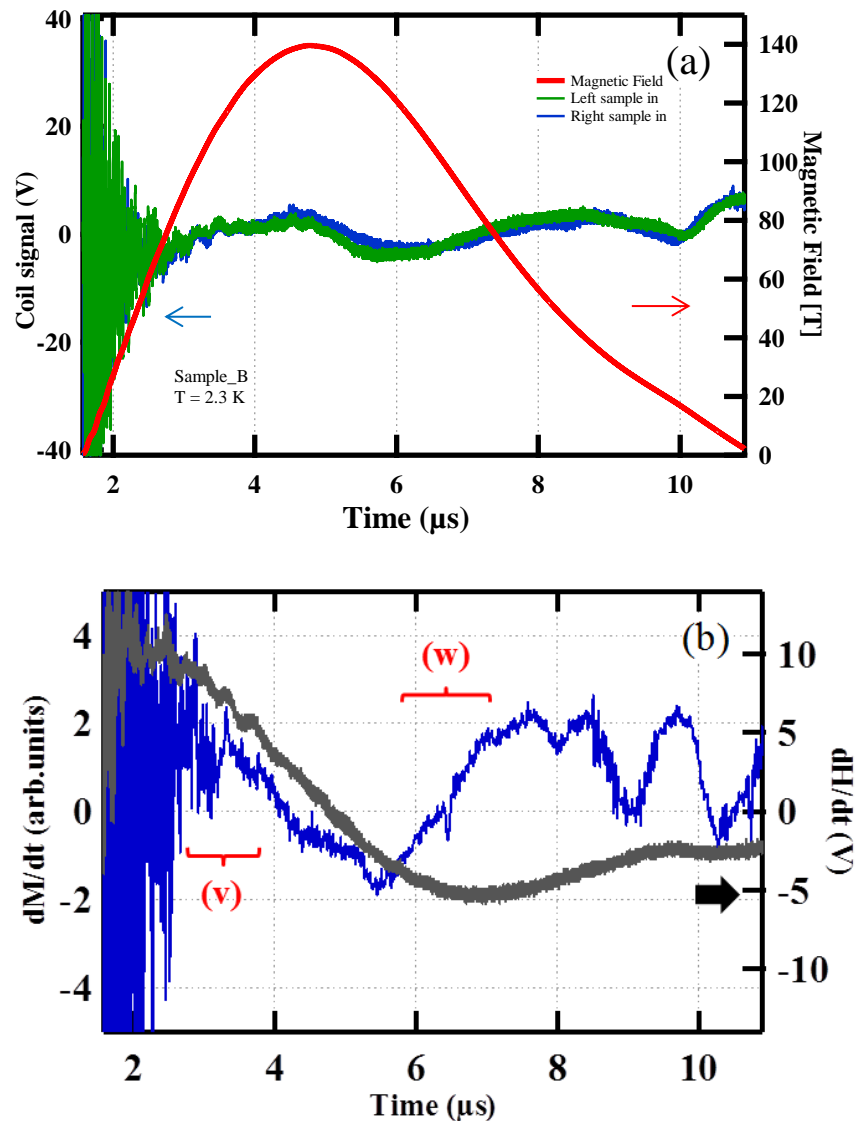 (a)
Magnetic Field
Left sample in
Right sample in
Sample_B
T = 2.3 K
Coil signal (V)
40
20
0
-20
-40
Magnetic Field [T]
140
120
100
80
60
40
20
0
2 4 6 8 10
Time (μs)
(b)
(w)
(v)
dM/dt (arb.units)
4
2
0
-2
-4
dH/dt (V)
10
5
0
-5
-10
2 4 6 8 10
Time (μs)